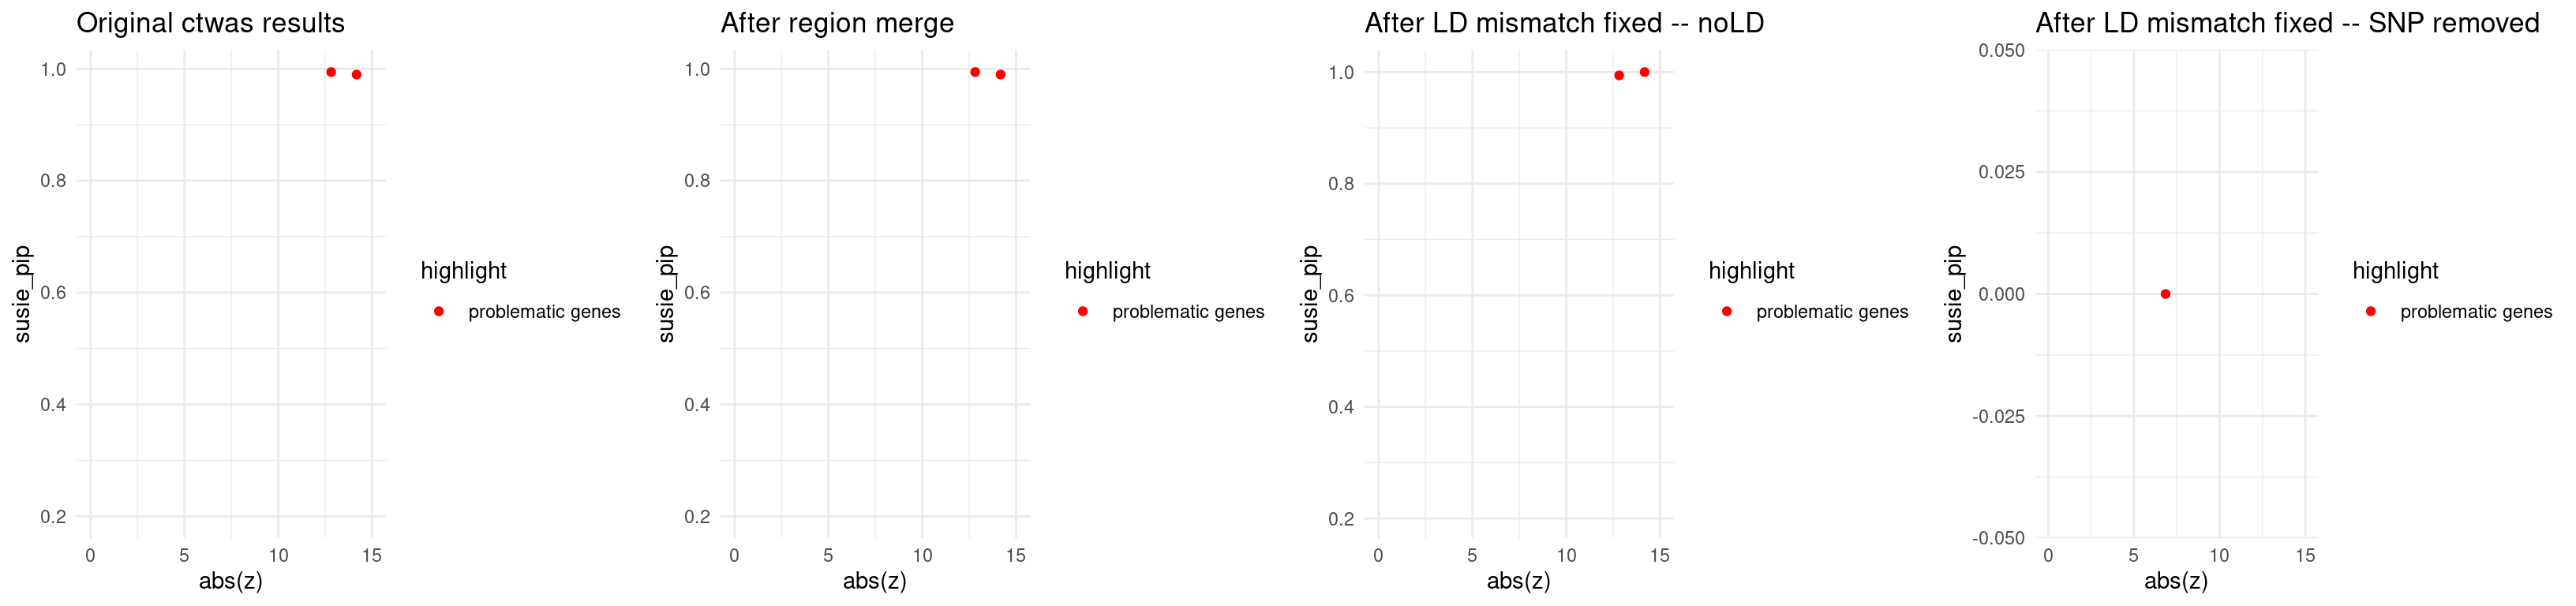 Original ctwas results
susie_pip
1.0
0.8
0.6
0.4
0.2
0 5 10 15
abs(z)
highlight
problematic genes
After region merge
susie_pip
1.0
0.8
0.6
0.4
0.2
0 5 10 15
abs(z)
highlight
problematic genes
After LD mismatch fixed -- noLD
susie_pip
1.0
0.8
0.6
0.4
0.2
0 5 10 15
abs(z)
highlight
problematic genes
After LD mismatch fixed -- SNP removed
susie_pip
0.050
0.025
0.000
-0.025
-0.050
0 5 10 15
abs(z)
highlight
problematic genes